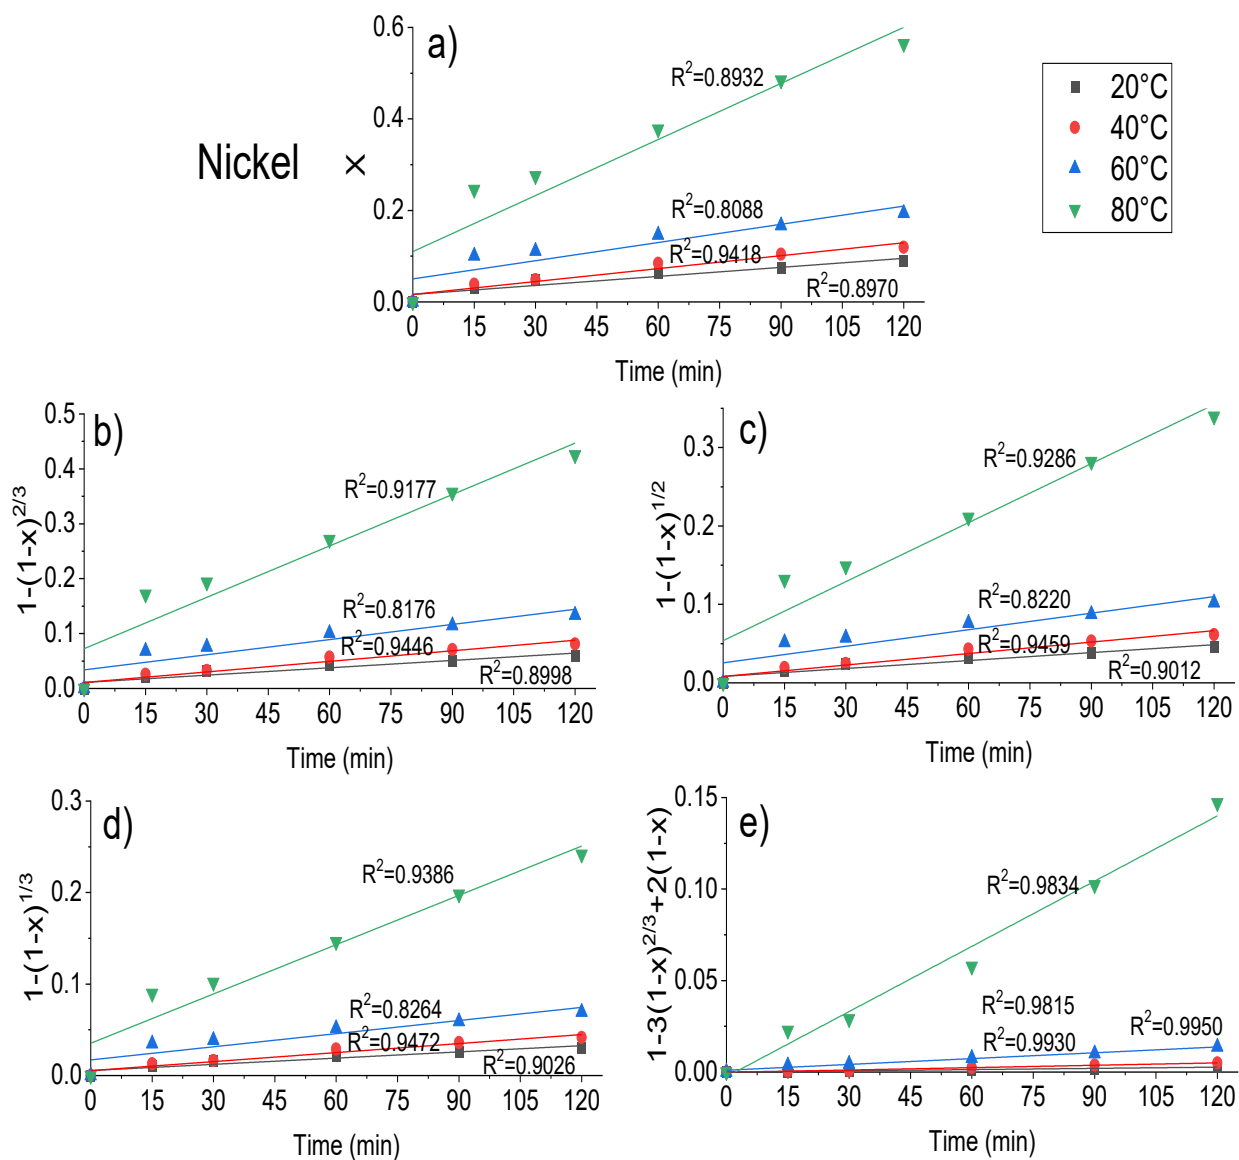 Nickel
a)
x
0.6
0.4
0.2
0.0
R²=0.8932
R²=0.8088
R²=0.9418
R²=0.8970
0 15 30 45 60 75 90 105 120
Time (min)
20°C
40°C
60°C
80°C
b)
1-(1-x)^2/3
0.5
0.4
0.3
0.2
0.1
0.0
R²=0.9177
R²=0.8176
R²=0.9446
R²=0.8998
0 15 30 45 60 75 90 105 120
Time (min)
c)
1-(1-x)^1/2
0.3
0.2
0.1
0.0
R²=0.9286
R²=0.8220
R²=0.9459
R²=0.9012
0 15 30 45 60 75 90 105 120
Time (min)
d)
1-(1-x)^1/3
0.3
0.2
0.1
0.0
R²=0.9386
R²=0.8264
R²=0.9472
R²=0.9026
0 15 30 45 60 75 90 105 120
Time (min)
e)
1-3(1-x)^2/3+2(1-x)
0.15
0.10
0.05
0.00
R²=0.9834
R²=0.9815
R²=0.9930
R²=0.9950
0 15 30 45 60 75 90 105 120
Time (min)